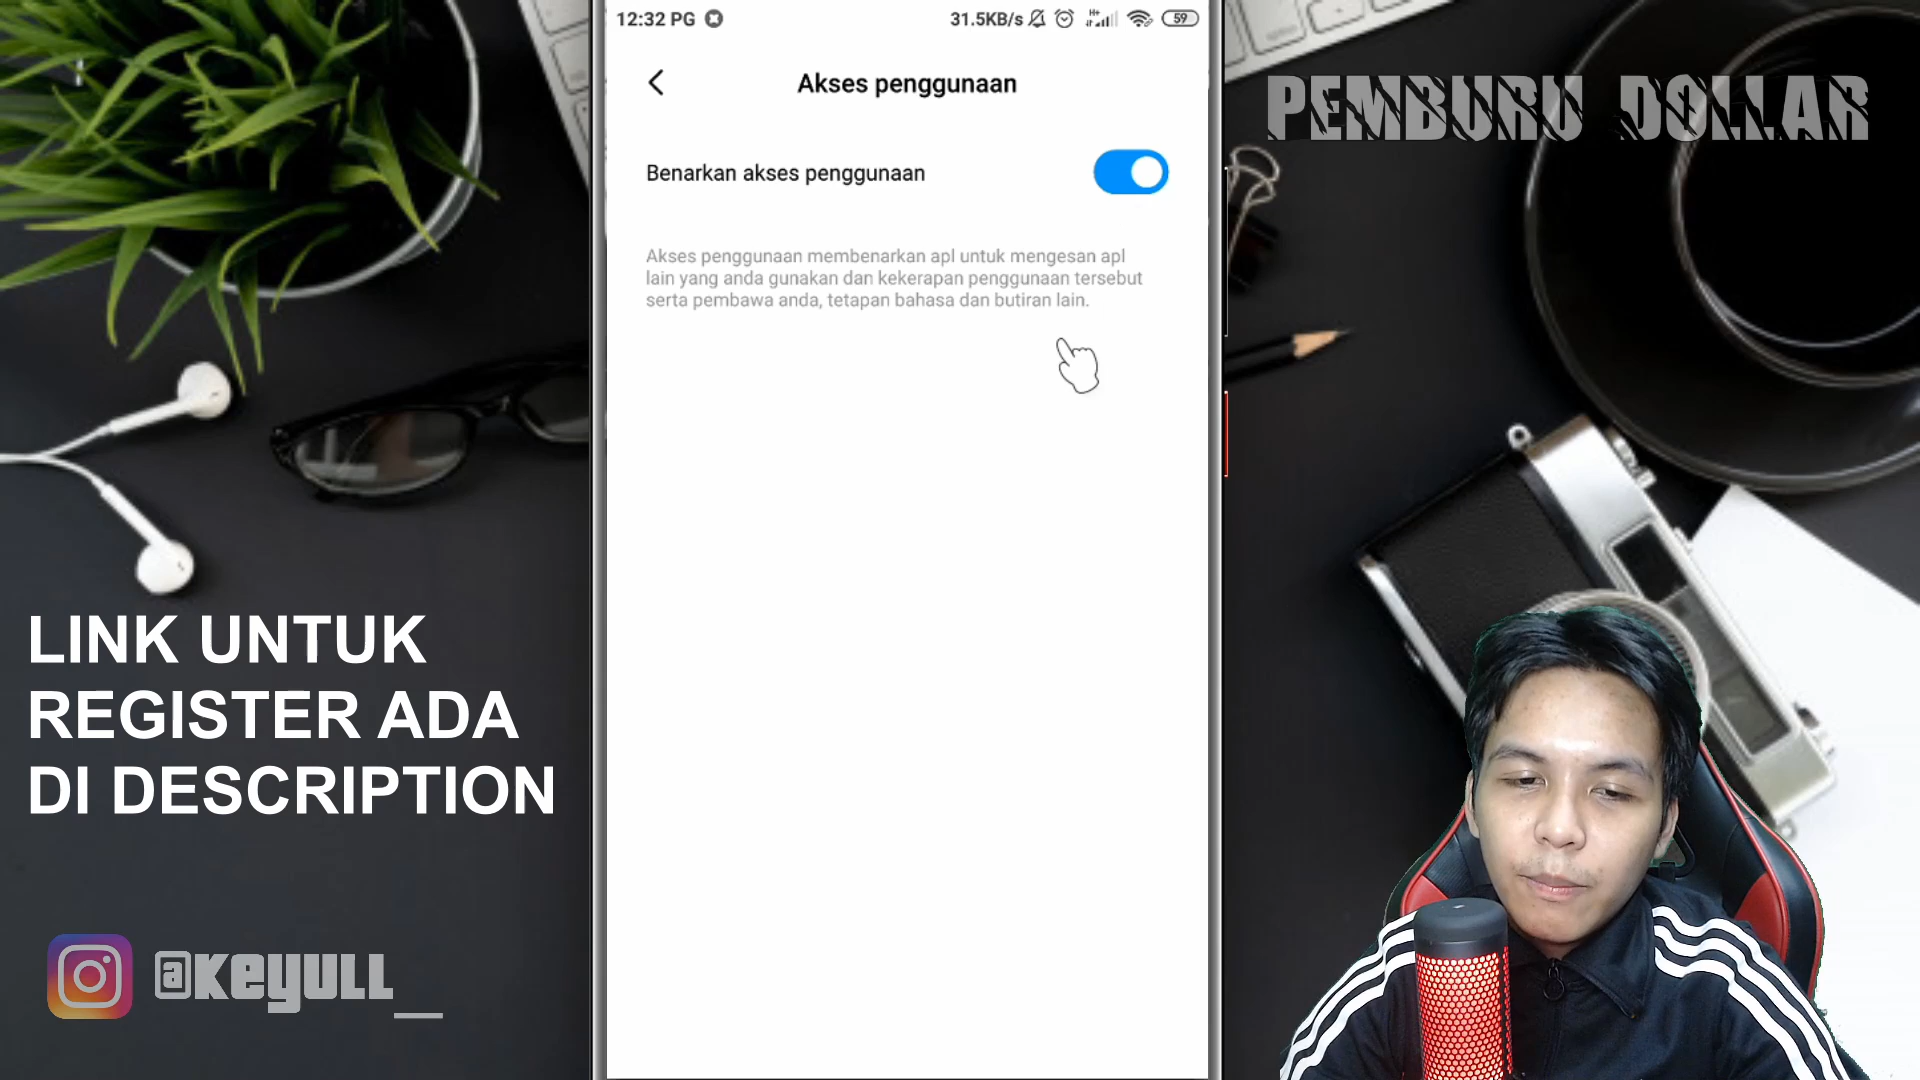 12:32 PG
31.5KB/s
H+
59
PEMBURU DOLLAR
Akses penggunaan
Benarkan akses penggunaan
Akses penggunaan membenarkan apl untuk mengesan apl
lain yang anda gunakan dan kekerapan penggunaan tersebut
serta pembawa anda, tetapan bahasa dan butiran lain.
LINK UNTUK
REGISTER ADA
DI DESCRIPTION
@KEYULL_